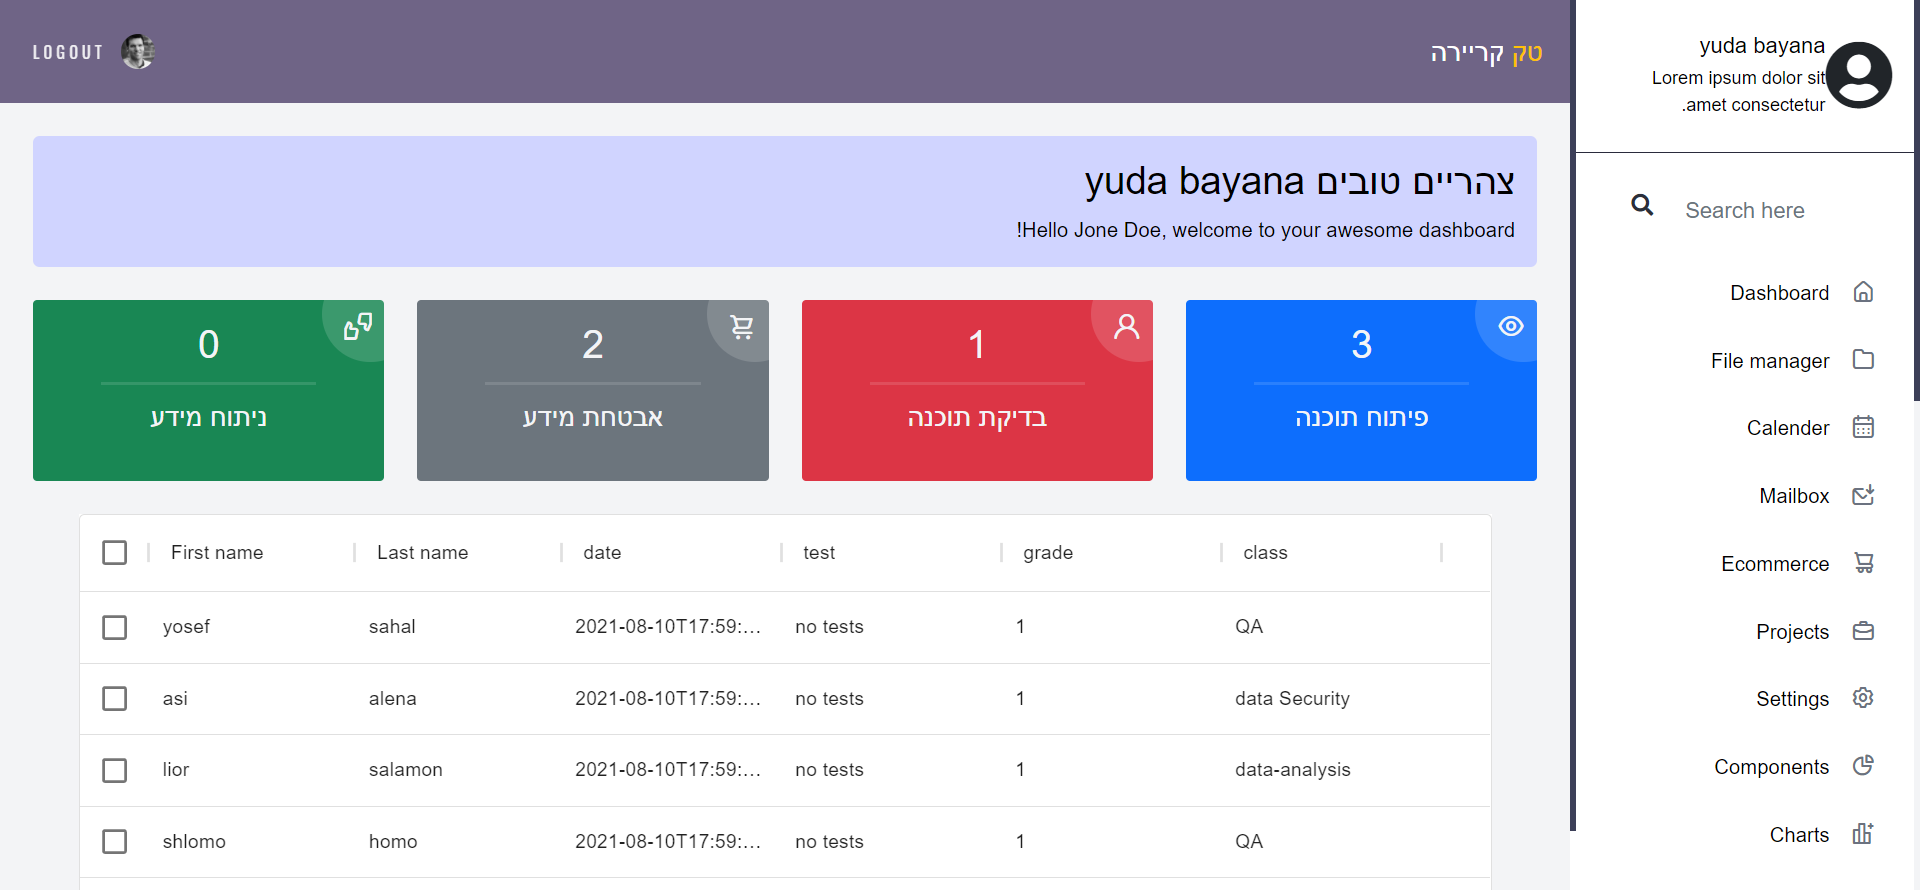 LOGOUT
טק קריירה
yuda bayana
Lorem ipsum dolor sit
amet consectetur.
Search here
Dashboard
File manager
Calender
Mailbox
Ecommerce
Projects
Settings
Components
Charts
צהריים טובים yuda bayana
Hello Jone Doe, welcome to your awesome dashboard!
3
פיתוח תוכנה
1
בדיקת תוכנה
2
אבטחת מידע
0
ניתוח מידע
First name Last name date test grade class
yosef sahal 2021-08-10T17:59:... no tests 1 QA
asi alena 2021-08-10T17:59:... no tests 1 data Security
lior salamon 2021-08-10T17:59:... no tests 1 data-analysis
shlomo homo 2021-08-10T17:59:... no tests 1 QA